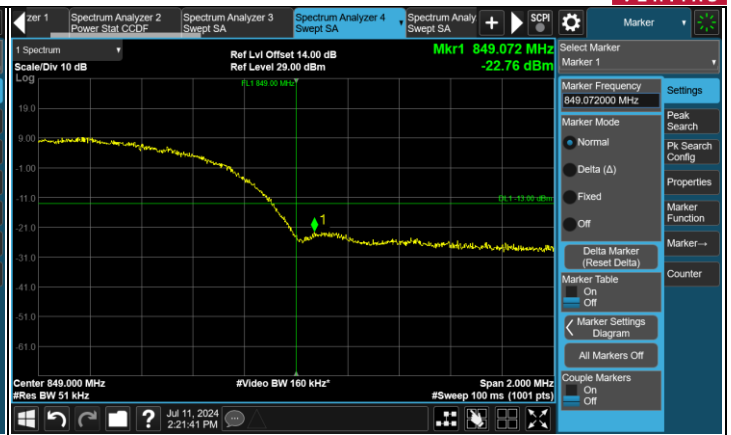 zer 1
Spectrum Analyzer 2
Power Stat CCDF
Spectrum Analyzer 3
Swept SA
Spectrum Analyzer 4
Swept SA
Spectrum Analy
Swept SA
SCPI
Marker
1 Spectrum
Scale/Div 10 dB
Ref Lvl Offset 14.00 dB
Ref Level 29.00 dBm
Mkr1 849.072 MHz
-22.76 dBm
Log
FL1 849.00 MHz
19.0
9.00
-1.00
-11.0
DL1 -13.00 dBm
1
-21.0
-31.0
-41.0
-51.0
-61.0
Center 849.000 MHz
#Video BW 160 kHz*
Span 2.000 MHz
#Res BW 51 kHz
#Sweep 100 ms (1001 pts)
?
Jul 11, 2024
2:21:41 PM
Select Marker
Marker 1
Marker Frequency
849.072000 MHz
Marker Mode
Normal
Delta (Δ)
Fixed
Off
Delta Marker
(Reset Delta)
Marker Table
On
Off
Marker Settings
Diagram
All Markers Off
Couple Markers
On
Off
Settings
Peak
Search
Pk Search
Config
Properties
Marker
Function
Marker→
Counter